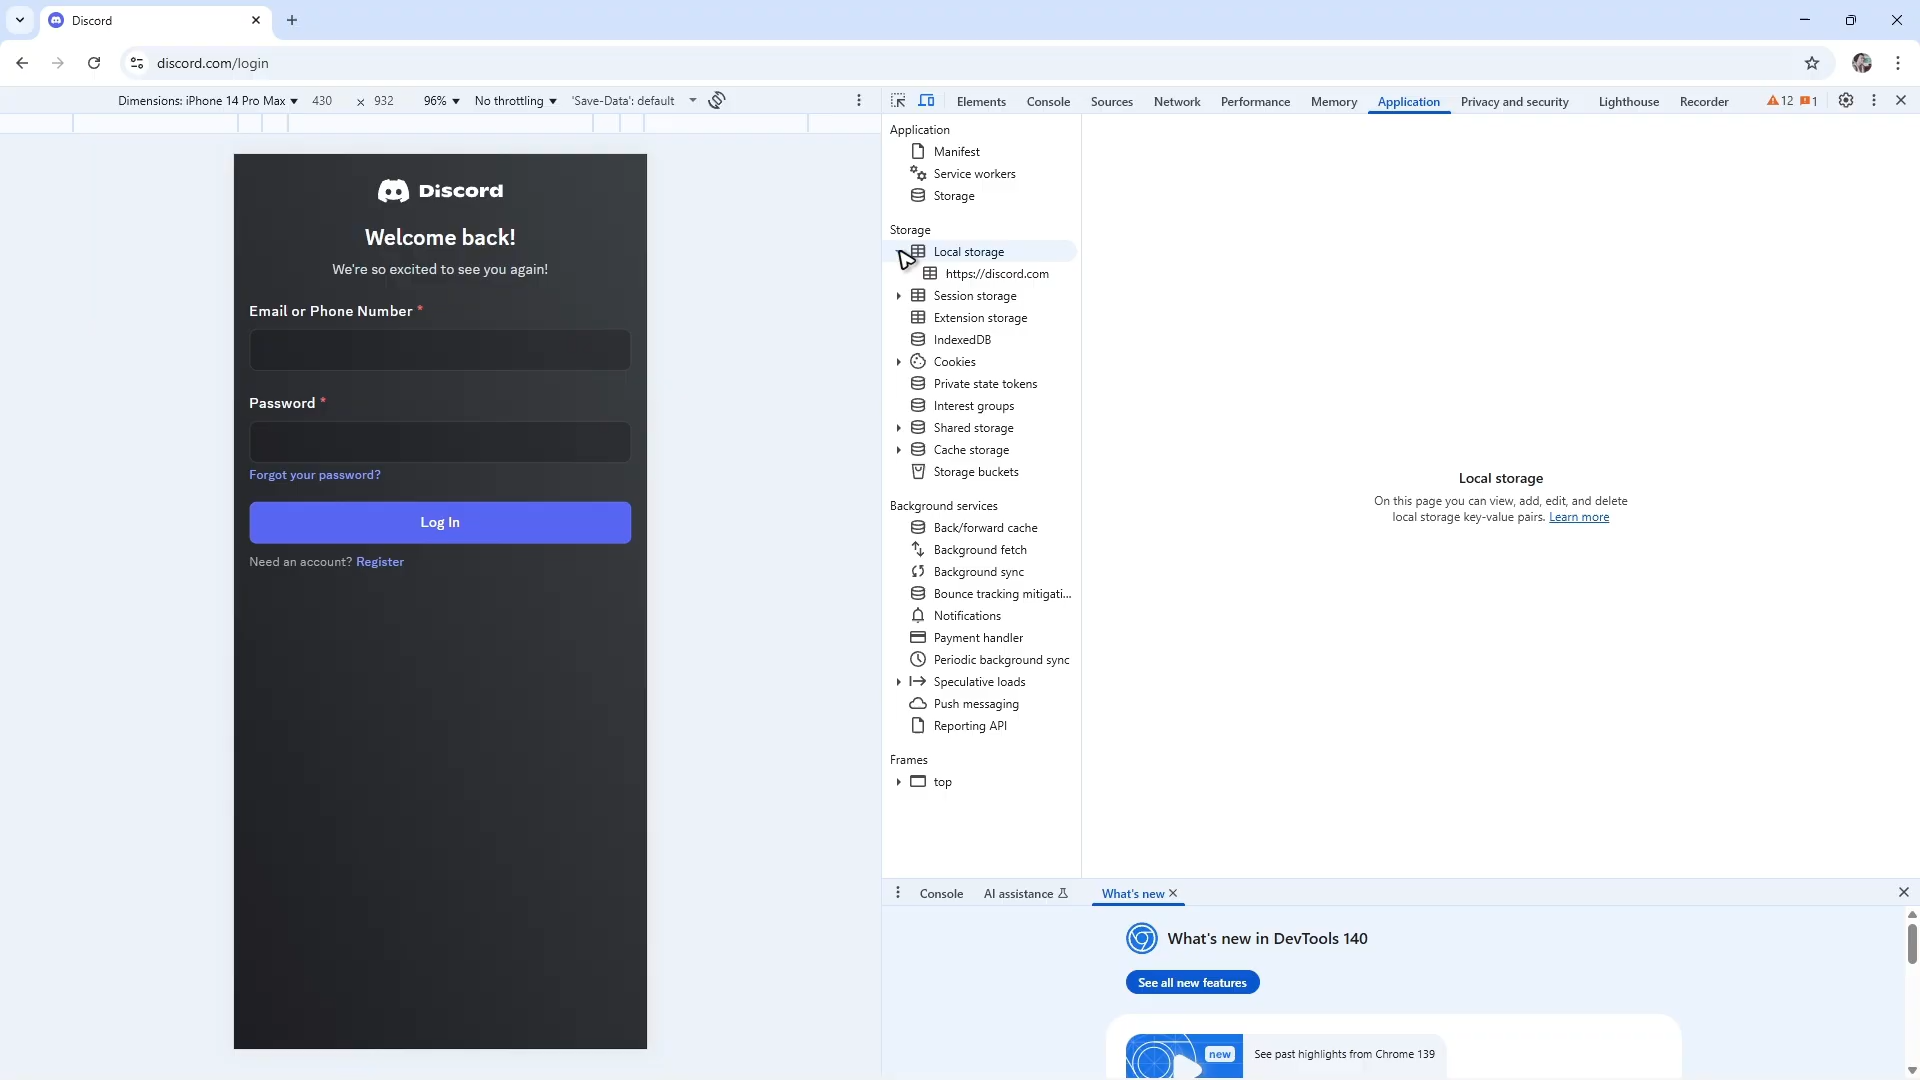 Discord
discord.com/login
Dimensions: iPhone 14 Pro Max
430
×
932
96%
No throttling
'Save-Data': default
Elements
Console
Sources
Network
Performance
Memory
Application
Privacy and security
Lighthouse
Recorder
12
1
Discord
Welcome back!
We're so excited to see you again!
Email or Phone Number *
Password *
Forgot your password?
Log In
Need an account? Register
Application
Manifest
Service workers
Storage
Storage
Local storage
https://discord.com
Session storage
Extension storage
IndexedDB
Cookies
Private state tokens
Interest groups
Shared storage
Cache storage
Storage buckets
Background services
Back/forward cache
Background fetch
Background sync
Bounce tracking mitigati...
Notifications
Payment handler
Periodic background sync
Speculative loads
Push messaging
Reporting API
Frames
top
Local storage
On this page you can view, add, edit, and delete
local storage key-value pairs. Learn more
Console
AI assistance
What's new
What's new in DevTools 140
See all new features
new
See past highlights from Chrome 139